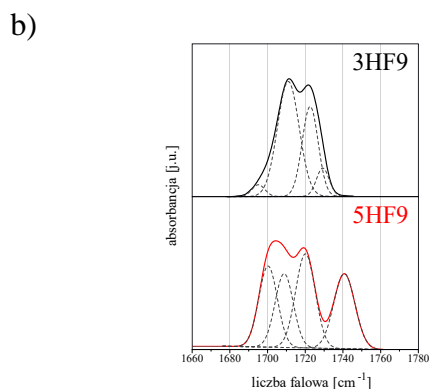 b)
3HF9
5HF9
absorbancja [j.u.]
1660 1680 1700 1720 1740 1760 1780
liczba falowa [cm⁻¹]